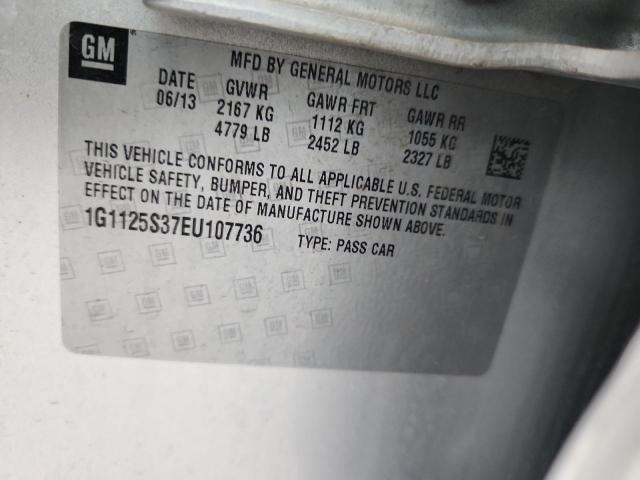 GM
MFD BY GENERAL MOTORS LLC
DATE GVWR GAWR FRT GAWR RR
06/13 2167 KG 1112 KG 1055 KG
4779 LB 2452 LB 2327 LB
THIS VEHICLE CONFORMS TO ALL APPLICABLE U.S. FEDERAL MOTOR
VEHICLE SAFETY, BUMPER, AND THEFT PREVENTION STANDARDS IN
EFFECT ON THE DATE OF MANUFACTURE SHOWN ABOVE.
1G1125S37EU107736 TYPE: PASS CAR